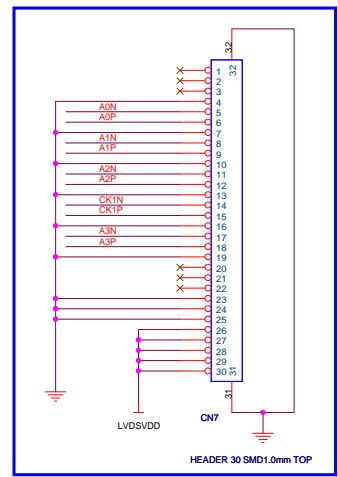 32
32
1
2
3
4
A0N 5
A0P 6
7
A1N 8
A1P 9
10
A2N 11
A2P 12
13
CK1N 14
CK1P 15
16
A3N 17
A3P 18
19
20
21
22
23
24
25
26
27
28
29
30
31
31
CN7
LVDSVDD
HEADER 30 SMD1.0mm TOP